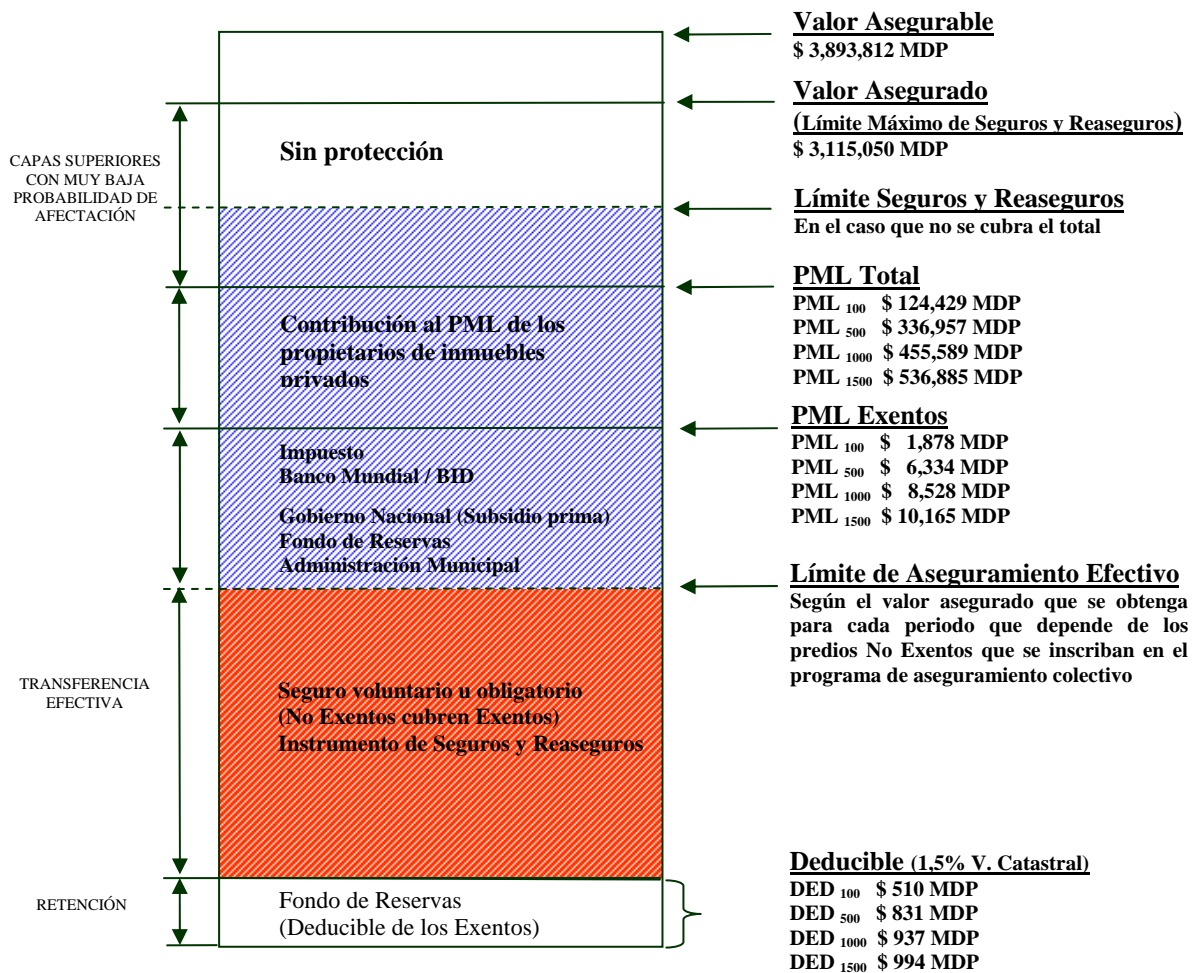 Valor Asegurable
$ 3,893,812 MDP
Valor Asegurado
(Límite Máximo de Seguros y Reaseguros)
$ 3,115,050 MDP
CAPAS SUPERIORES
CON MUY BAJA
PROBABILIDAD DE
AFECTACIÓN
Sin protección
Límite Seguros y Reaseguros
En el caso que no se cubra el total
PML Total
PML 100 $ 124,429 MDP
PML 500 $ 336,957 MDP
PML 1000 $ 455,589 MDP
PML 1500 $ 536,885 MDP
Contribución al PML de los
propietarios de inmuebles
privados
PML Exentos
PML 100 $ 1,878 MDP
PML 500 $ 6,334 MDP
PML 1000 $ 8,528 MDP
PML 1500 $ 10,165 MDP
Impuesto
Banco Mundial / BID
Gobierno Nacional (Subsidio prima)
Fondo de Reservas
Administración Municipal
Límite de Aseguramiento Efectivo
Según el valor asegurado que se obtenga
para cada periodo que depende de los
predios No Exentos que se inscriban en el
programa de aseguramiento colectivo
TRANSFERENCIA
EFECTIVA
Seguro voluntario u obligatorio
(No Exentos cubren Exentos)
Instrumento de Seguros y Reaseguros
RETENCIÓN
Fondo de Reservas
(Deducible de los Exentos)
Deducible (1,5% V. Catastral)
DED 100 $ 510 MDP
DED 500 $ 831 MDP
DED 1000 $ 937 MDP
DED 1500 $ 994 MDP